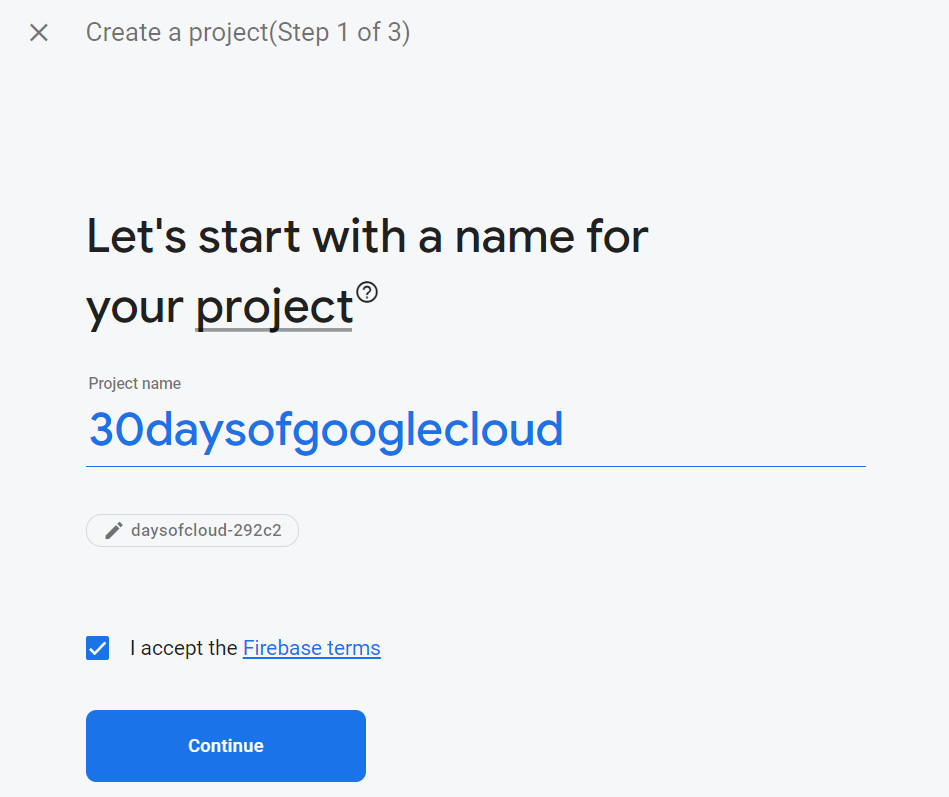 Create a project(Step 1 of 3)
Let's start with a name for
your project
Project name
30daysofgooglecloud
daysofcloud-292c2
I accept the Firebase terms
Continue